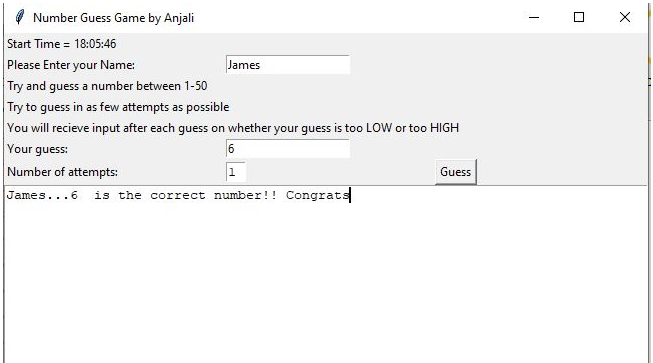 Number Guess Game by Anjali
Start Time = 18:05:46
Please Enter your Name: James
Try and guess a number between 1-50
Try to guess in as few attempts as possible
You will recieve input after each guess on whether your guess is too LOW or too HIGH
Your guess: 6
Number of attempts: 1 Guess
James...6  is the correct number!! Congrats